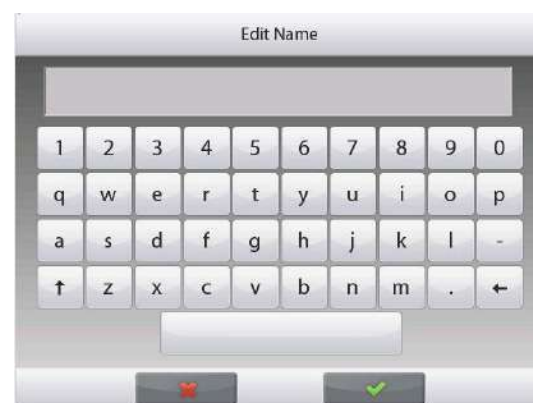 Edit Name
1 2 3 4 5 6 7 8 9 0
q w e r t y u i o p
a s d f g h j k l -
↑ z x c v b n m . ←